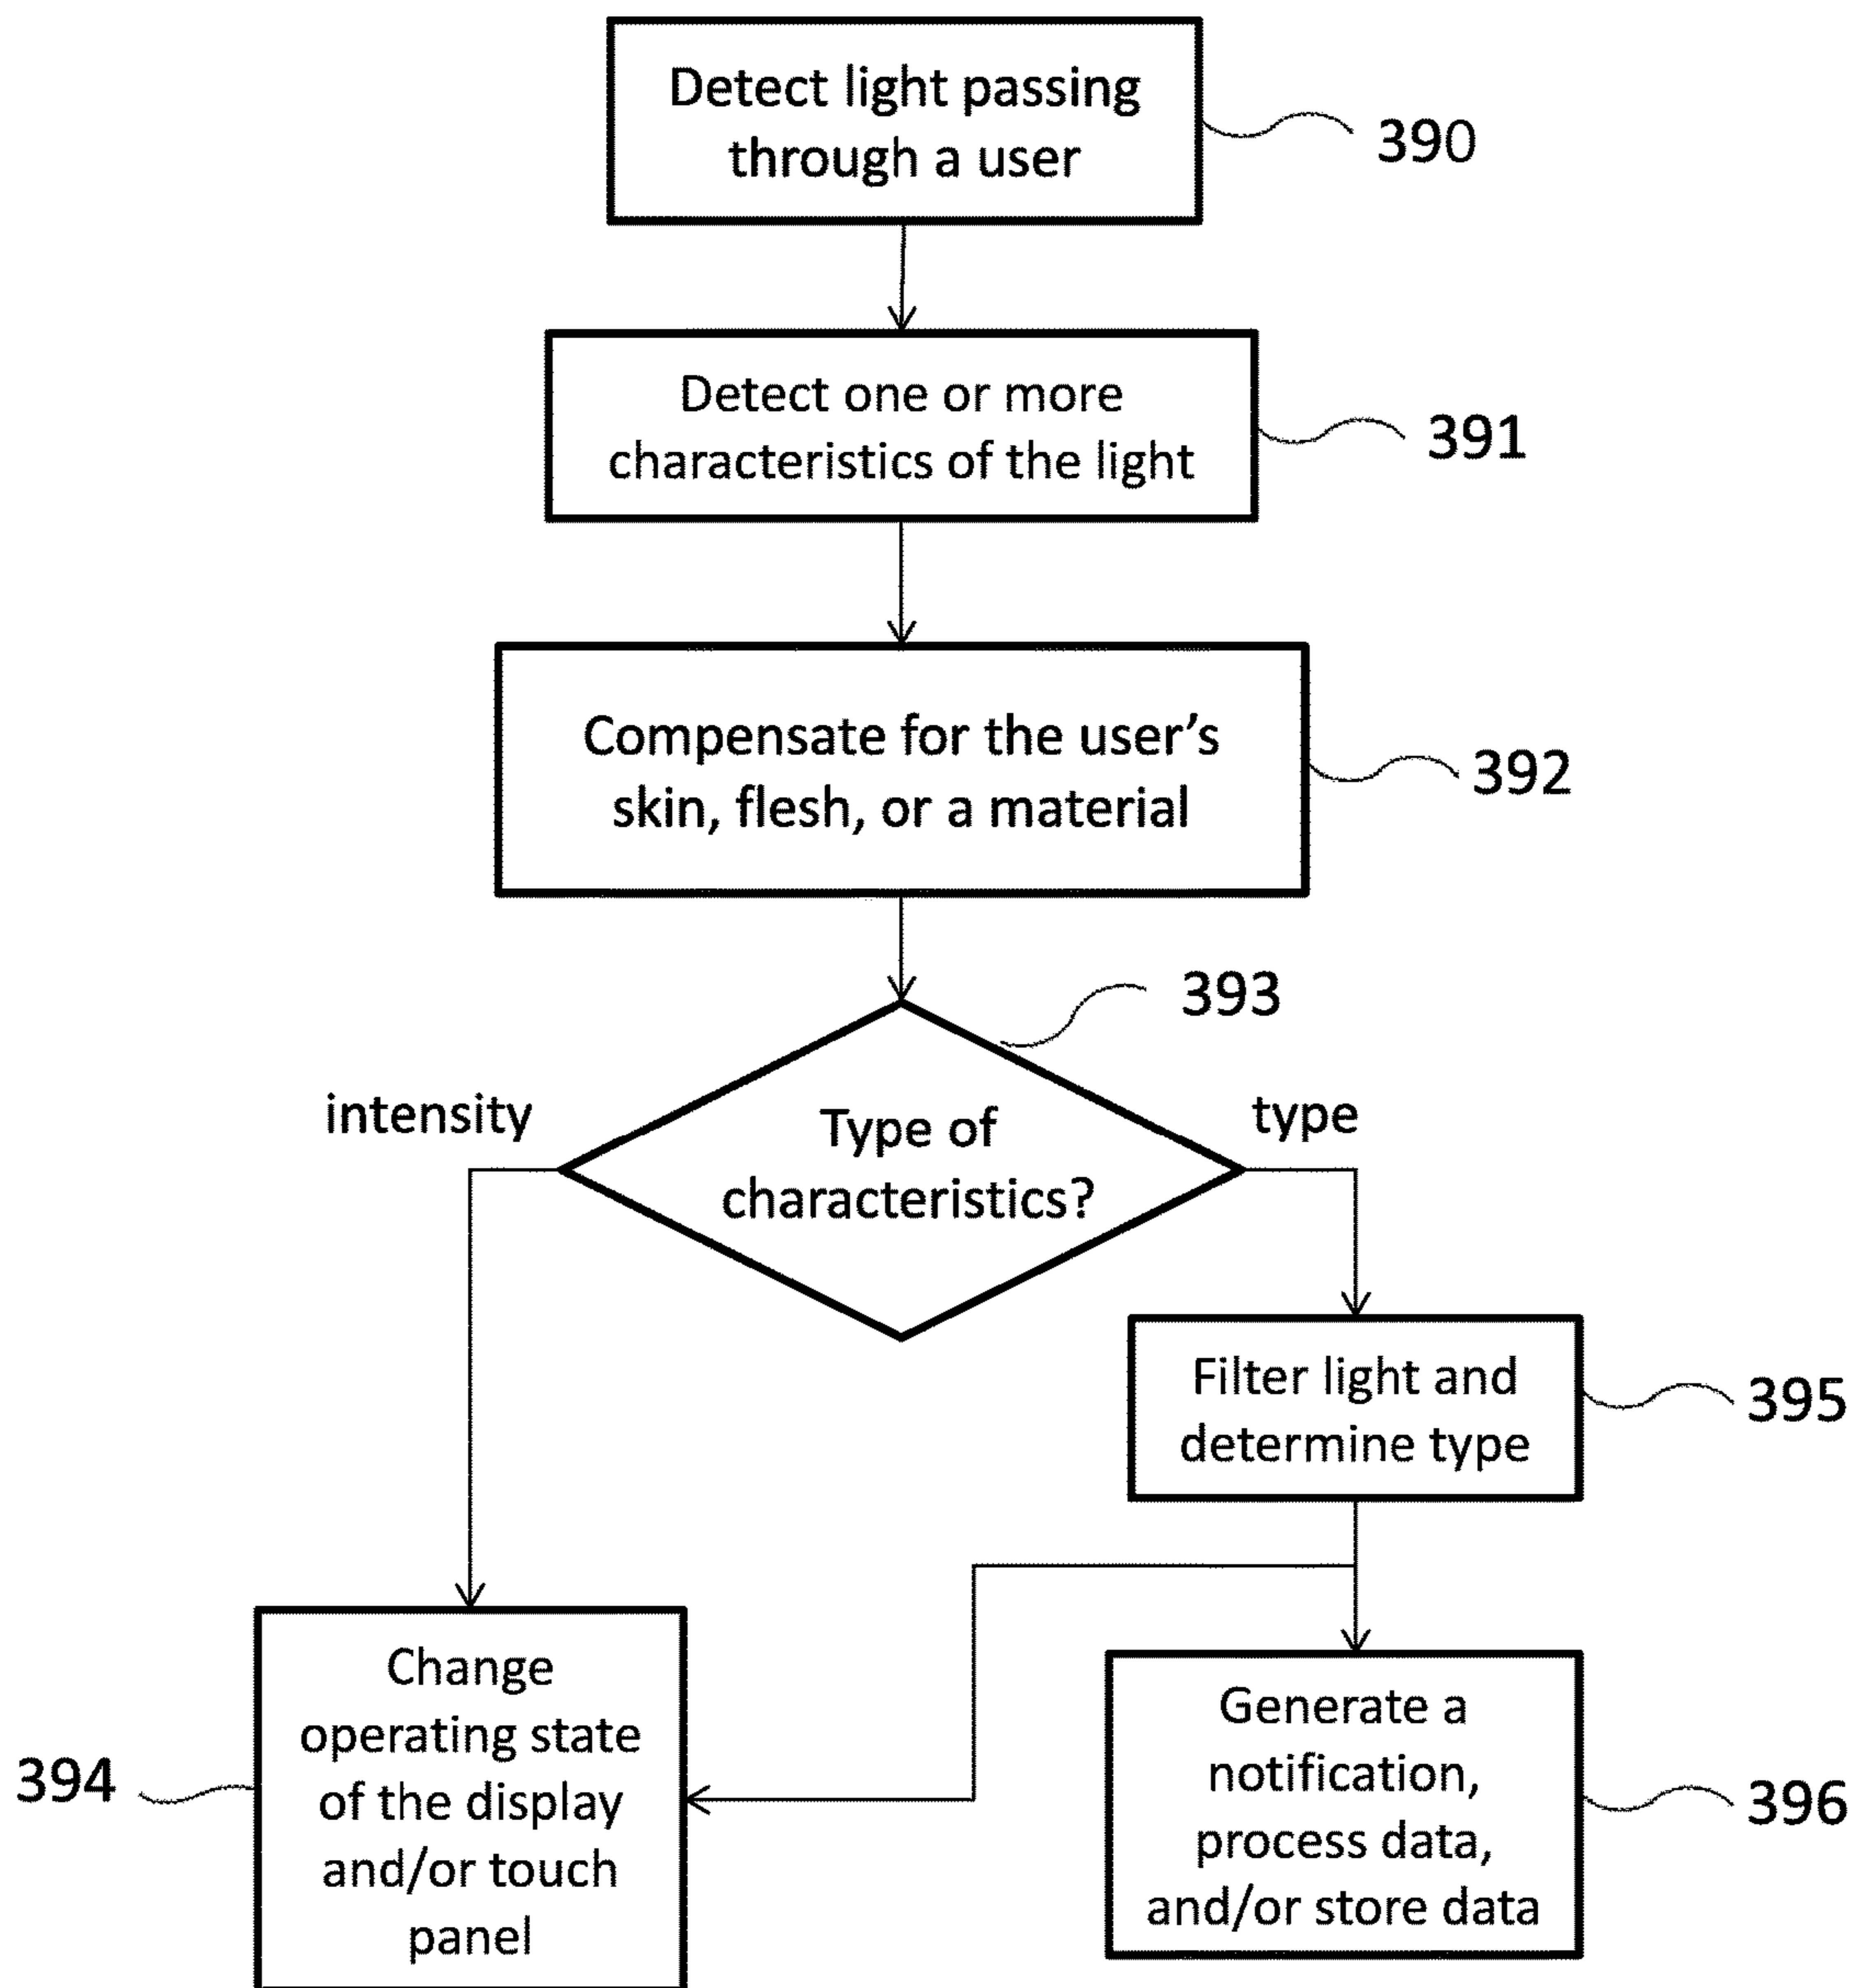 Detect light passing
through a user
390
Detect one or more
characteristics of the light
391
Compensate for the user’s
skin, flesh, or a material
392
393
intensity
Type of
characteristics?
type
Filter light and
determine type
395
Change
operating state
of the display
and/or touch
panel
394
Generate a
notification,
process data,
and/or store data
396